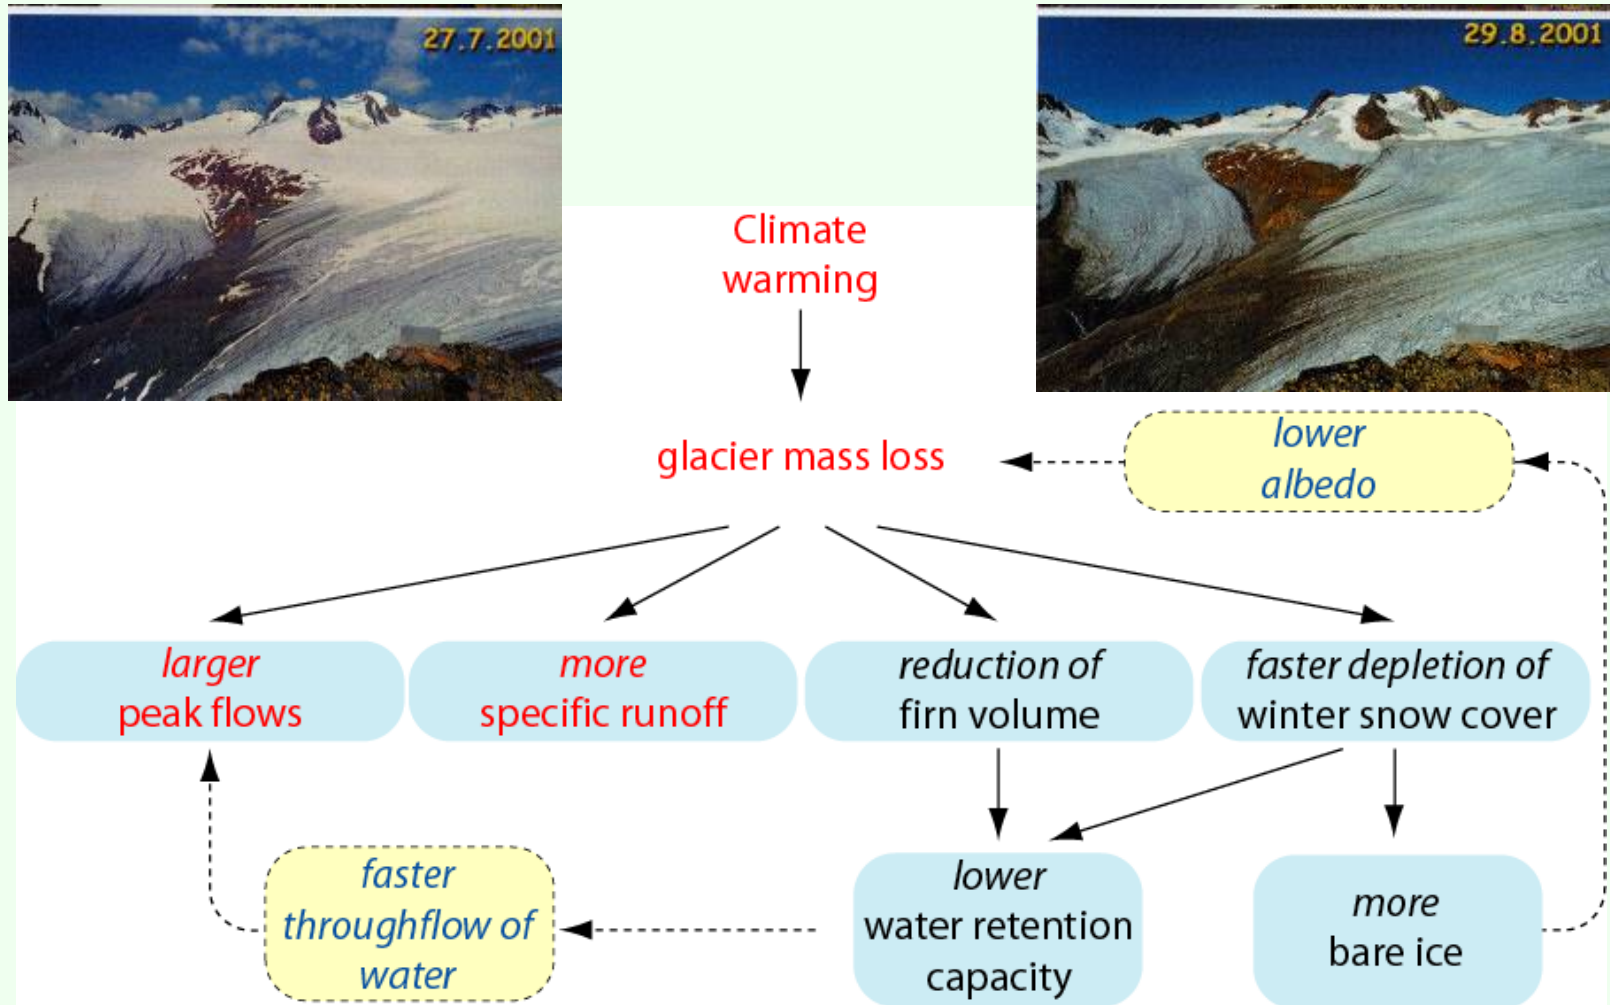 27.7.2001
29.8.2001
Climate
warming
glacier mass loss
lower
albedo
larger
peak flows
more
specific runoff
reduction of
firn volume
faster depletion of
winter snow cover
faster
throughflow of
water
lower
water retention
capacity
more
bare ice